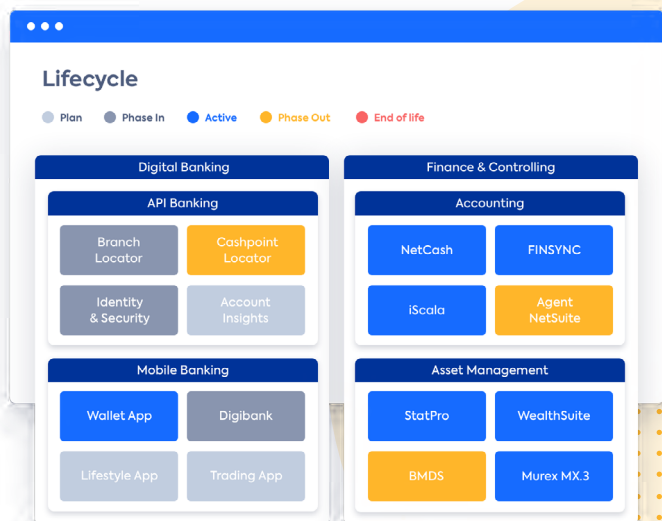 Lifecycle
Plan
Phase In
Active
Phase Out
End of life
Digital Banking
API Banking
Branch
Locator
Cashpoint
Locator
Identity
& Security
Account
Insights
Mobile Banking
Wallet App
Digibank
Lifestyle App
Trading App
Finance & Controlling
Accounting
NetCash
FINSYNC
iScala
Agent
NetSuite
Asset Management
StatPro
WealthSuite
BMDS
Murex MX.3